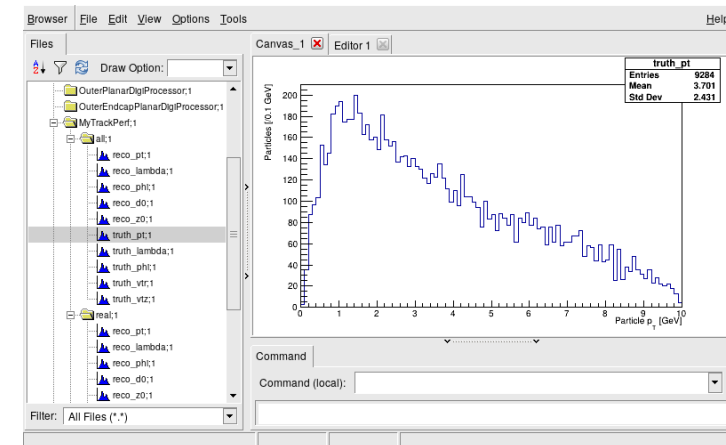 Browser File Edit View Options Tools Help
Files
Draw Option:
OuterPlanarDigiProcessor;1
OuterEndcapPlanarDigiProcessor;1
MyTrackPerf;1
all;1
reco_pt;1
reco_lambda;1
reco_phi;1
reco_d0;1
reco_z0;1
truth_pt;1
truth_lambda;1
truth_phi;1
truth_vtr;1
truth_vtz;1
real;1
reco_pt;1
reco_lambda;1
reco_phi;1
reco_d0;1
reco_z0;1
Filter: All Files (*.*)
Canvas_1 Editor 1
truth_pt
Entries 9284
Mean 3.701
Std Dev 2.431
Particles [/0.1 GeV]
200
180
160
140
120
100
80
60
40
20
0
0 1 2 3 4 5 6 7 8 9 10
Particle p_T [GeV]
Command
Command (local):